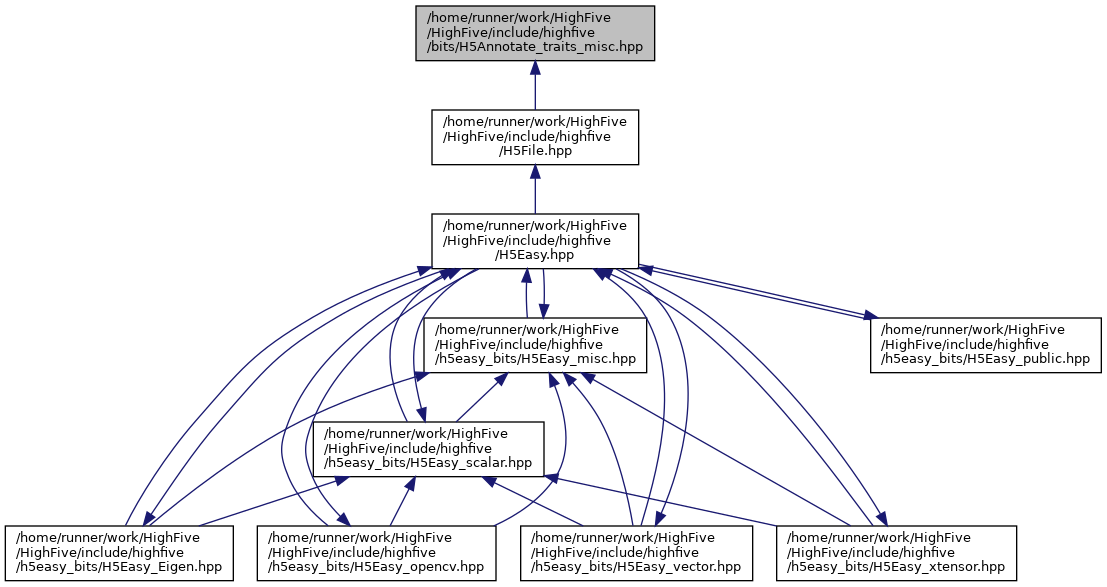 /home/runner/work/HighFive
/HighFive/include/highfive
/bits/H5Annotate_traits_misc.hpp
/home/runner/work/HighFive
/HighFive/include/highfive
/H5File.hpp
/home/runner/work/HighFive
/HighFive/include/highfive
/H5Easy.hpp
/home/runner/work/HighFive
/HighFive/include/highfive
/h5easy_bits/H5Easy_misc.hpp
/home/runner/work/HighFive
/HighFive/include/highfive
/h5easy_bits/H5Easy_public.hpp
/home/runner/work/HighFive
/HighFive/include/highfive
/h5easy_bits/H5Easy_scalar.hpp
/home/runner/work/HighFive
/HighFive/include/highfive
/h5easy_bits/H5Easy_Eigen.hpp
/home/runner/work/HighFive
/HighFive/include/highfive
/h5easy_bits/H5Easy_opencv.hpp
/home/runner/work/HighFive
/HighFive/include/highfive
/h5easy_bits/H5Easy_vector.hpp
/home/runner/work/HighFive
/HighFive/include/highfive
/h5easy_bits/H5Easy_xtensor.hpp